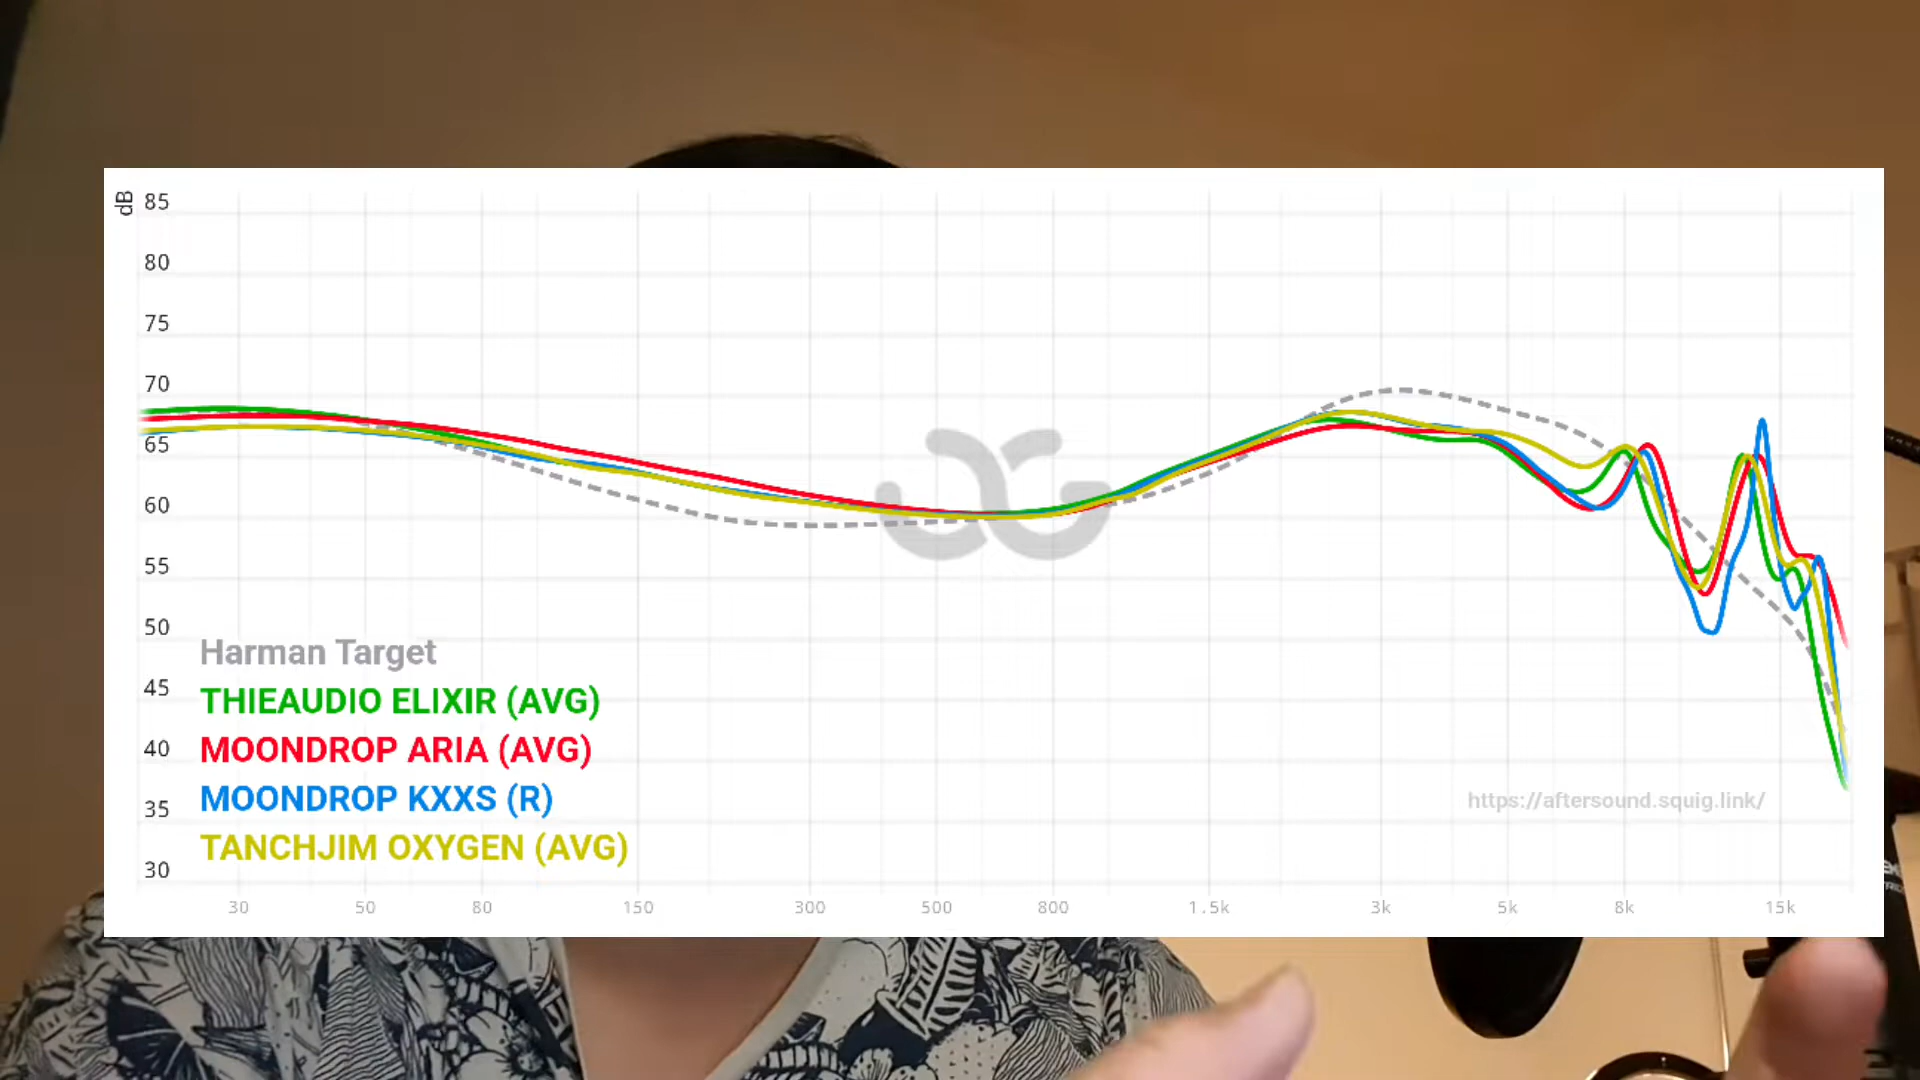 dB
85
80
75
70
65
60
55
50
45
40
35
30
Harman Target
THIEAUDIO ELIXIR (AVG)
MOONDROP ARIA (AVG)
MOONDROP KXXS (R)
TANCHJIM OXYGEN (AVG)
https://aftersound.squig.link/
30 50 80 150 300 500 800 1.5k 3k 5k 8k 15k